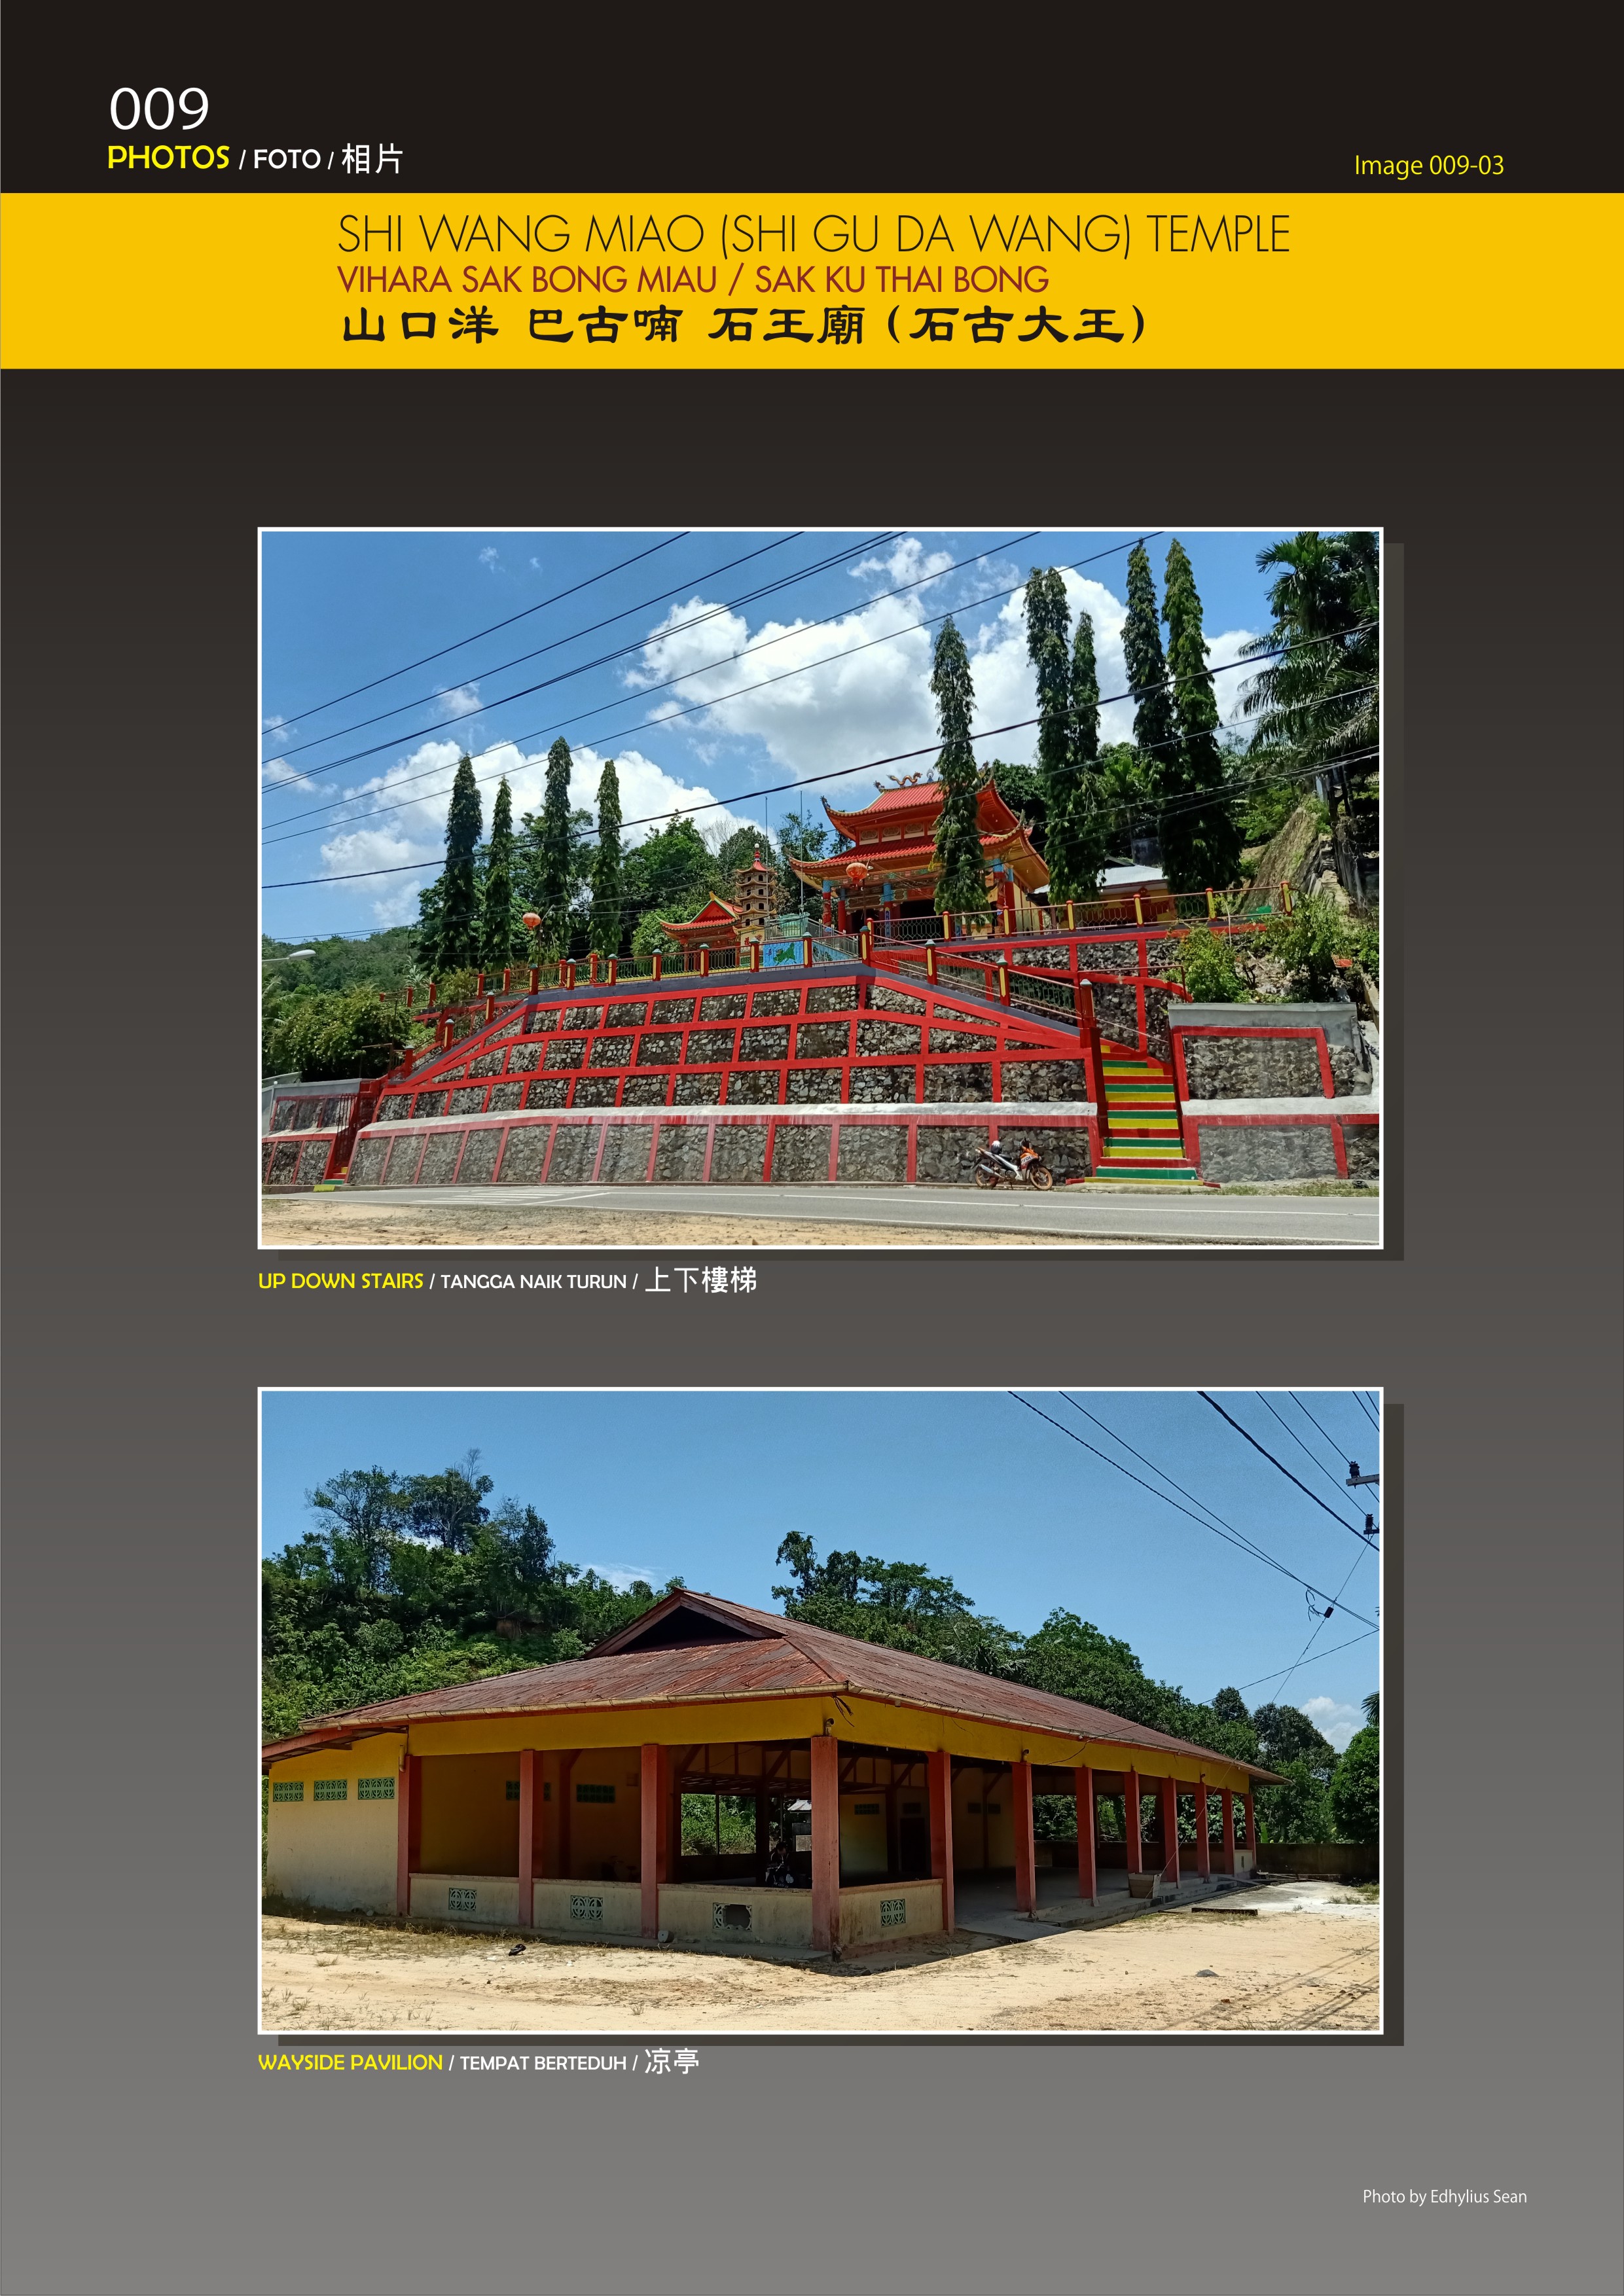 009
PHOTOS / FOTO / 相片
Image 009-03
SHI WANG MIAO (SHI GU DA WANG) TEMPLE
VIHARA SAK BONG MIAU / SAK KU THAI BONG
山口洋 巴古喃 石王廟 (石古大王)
UP DOWN STAIRS / TANGGA NAIK TURUN / 上下樓梯
WAYSIDE PAVILION / TEMPAT BERTEDUH / 凉亭
Photo by Edhylius Sean